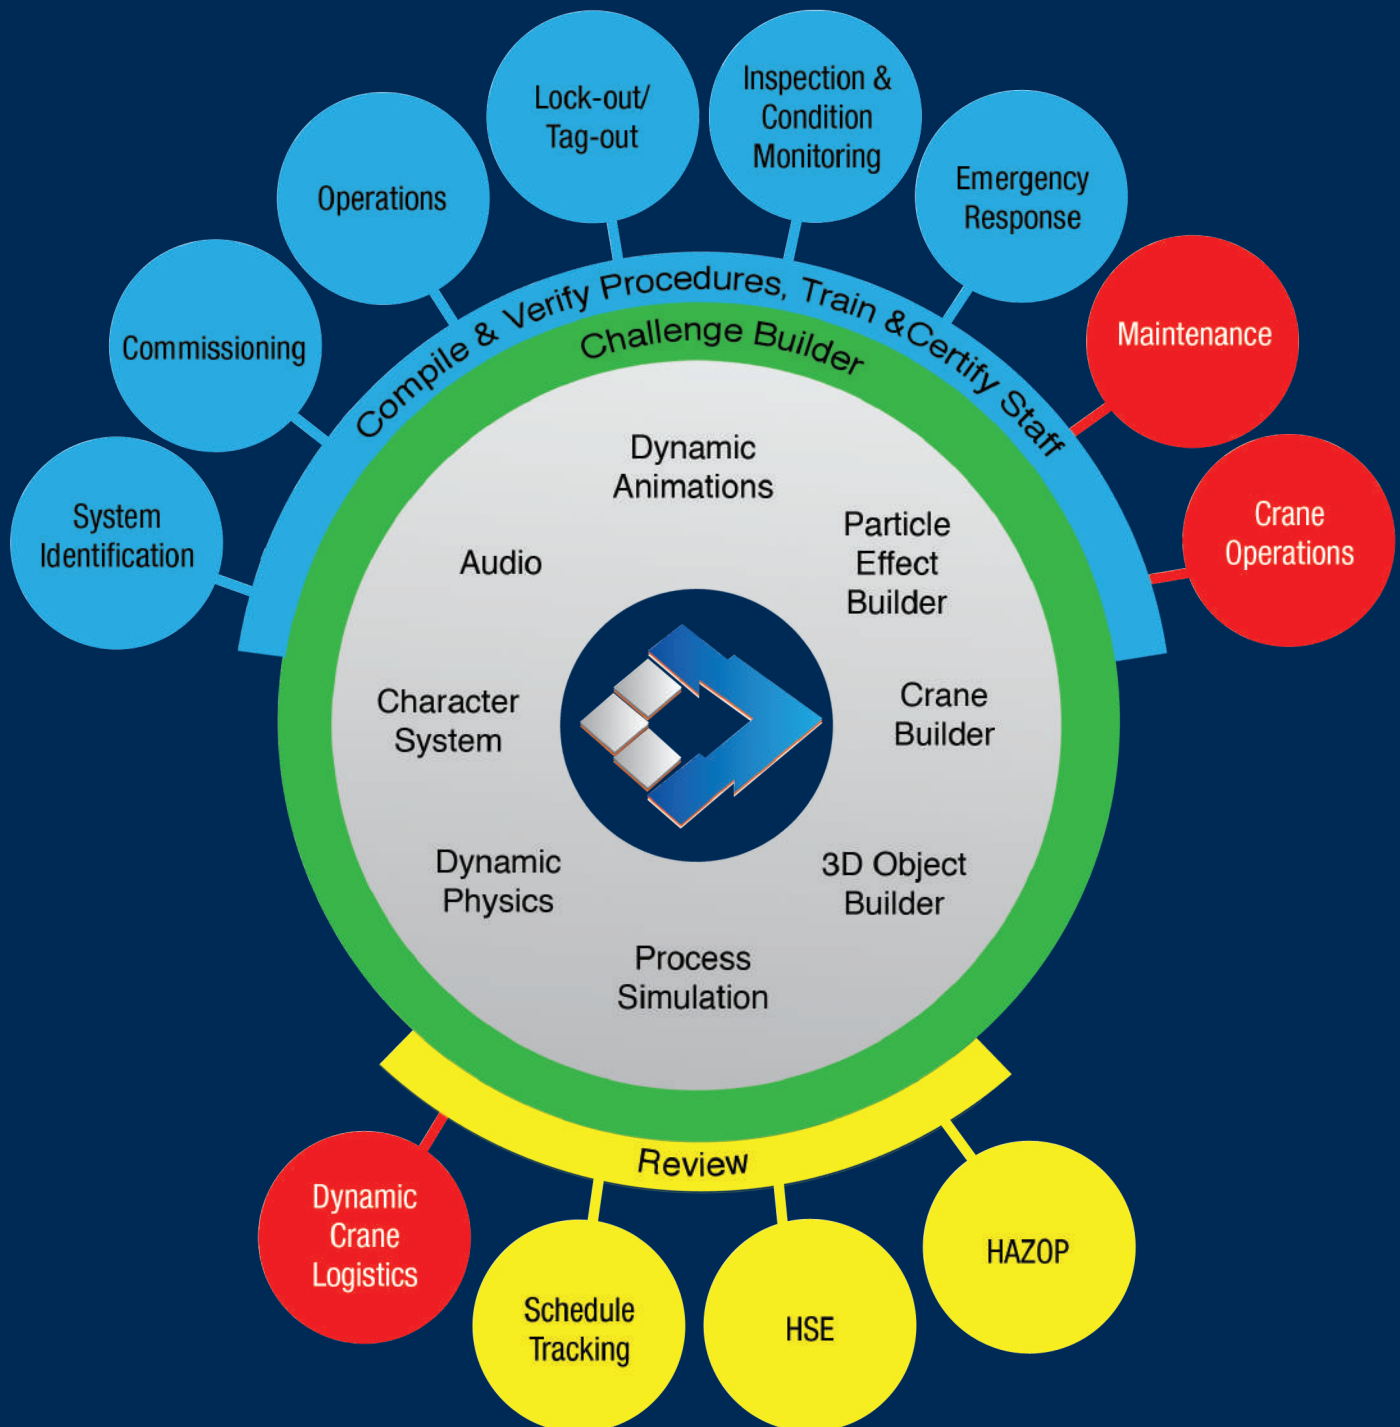 Lock-out/
Tag-out
Inspection &
Condition
Monitoring
Operations
Emergency
Response
Commissioning
Maintenance
System
Identification
Crane
Operations
Compile & Verify Procedures, Train &Certify Staff
Challenge Builder
Dynamic
Animations
Audio
Particle
Effect
Builder
Character
System
Crane
Builder
Dynamic
Physics
3D Object
Builder
Process
Simulation
Review
Dynamic
Crane
Logistics
Schedule
Tracking
HSE
HAZOP